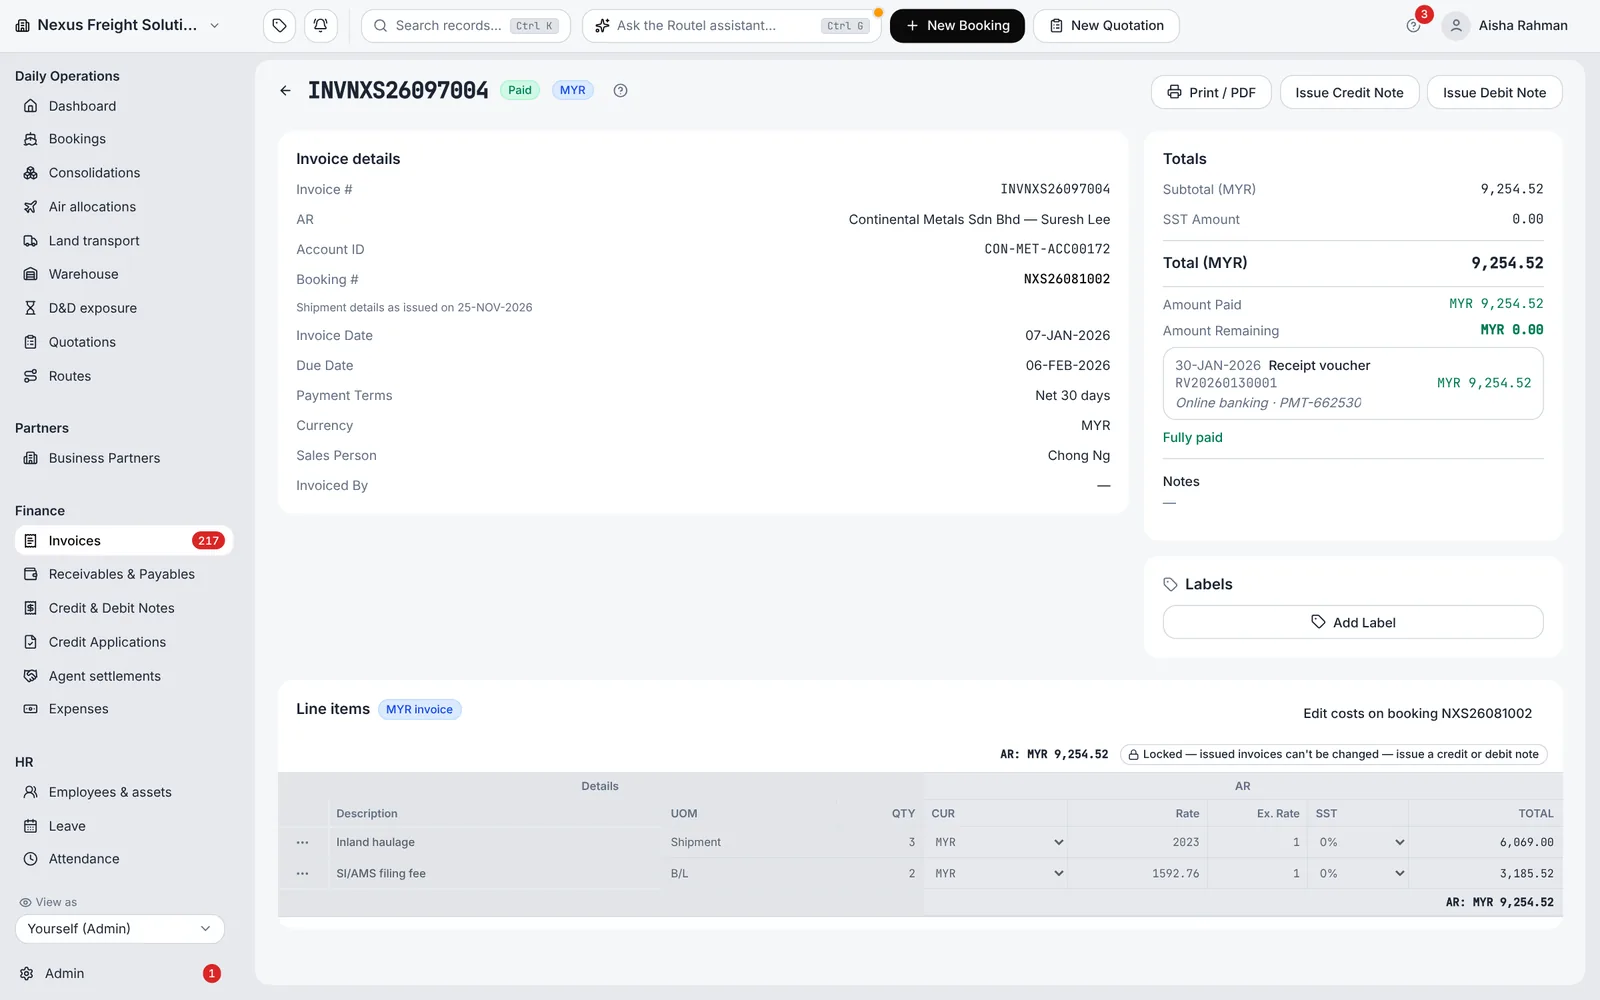 Nexus Freight Soluti...
Search records... Ctrl K
Ask the Routel assistant... Ctrl G
New Booking
New Quotation
3
Aisha Rahman
Daily Operations
Dashboard
Bookings
Consolidations
Air allocations
Land transport
Warehouse
D&D exposure
Quotations
Routes
Partners
Business Partners
Finance
Invoices 217
Receivables & Payables
Credit & Debit Notes
Credit Applications
Agent settlements
Expenses
HR
Employees & assets
Leave
Attendance
View as
Yourself (Admin)
Admin 1
INVNXS26097004 Paid MYR
Print / PDF
Issue Credit Note
Issue Debit Note
Invoice details
Invoice # INVNXS26097004
AR Continental Metals Sdn Bhd — Suresh Lee
Account ID CON-MET-ACC00172
Booking # NXS26081002
Shipment details as issued on 25-NOV-2026
Invoice Date 07-JAN-2026
Due Date 06-FEB-2026
Payment Terms Net 30 days
Currency MYR
Sales Person Chong Ng
Invoiced By —
Totals
Subtotal (MYR) 9,254.52
SST Amount 0.00
Total (MYR) 9,254.52
Amount Paid MYR 9,254.52
Amount Remaining MYR 0.00
30-JAN-2026 Receipt voucher
RV20260130001 MYR 9,254.52
Online banking · PMT-662530
Fully paid
Notes
—
Labels
Add Label
Line items MYR invoice
Edit costs on booking NXS26081002
AR: MYR 9,254.52 Locked — issued invoices can't be changed — issue a credit or debit note
Details AR
Description UOM QTY CUR Rate Ex. Rate SST TOTAL
Inland haulage Shipment 3 MYR 2023 1 0% 6,069.00
SI/AMS filing fee B/L 2 MYR 1592.76 1 0% 3,185.52
AR: MYR 9,254.52